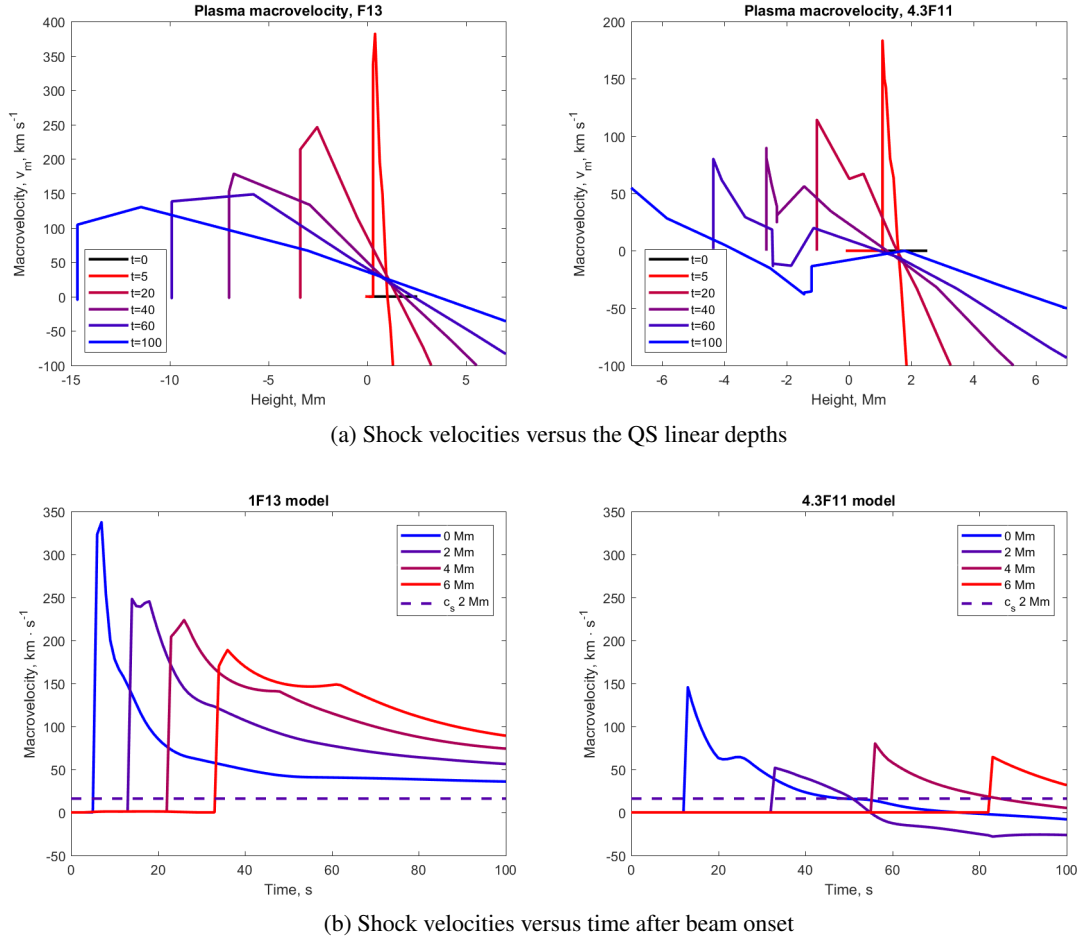 Plasma macrovelocity, F13
400
350
300
250
200
150
100
50
0
-50
-100
Macrovelocity, v_m, km s^-1
t=0
t=5
t=20
t=40
t=60
t=100
-15
-10
-5
0
5
Height, Mm
Plasma macrovelocity, 4.3F11
200
150
100
50
0
-50
-100
Macrovelocity, v_m, km s^-1
t=0
t=5
t=20
t=40
t=60
t=100
-6
-4
-2
0
2
4
6
Height, Mm
(a) Shock velocities versus the QS linear depths
1F13 model
350
300
250
200
150
100
50
0
-50
Macrovelocity, km · s^-1
0 Mm
2 Mm
4 Mm
6 Mm
c_s 2 Mm
0
20
40
60
80
100
Time, s
4.3F11 model
350
300
250
200
150
100
50
0
-50
Macrovelocity, km · s^-1
0 Mm
2 Mm
4 Mm
6 Mm
c_s 2 Mm
0
20
40
60
80
100
Time, s
(b) Shock velocities versus time after beam onset